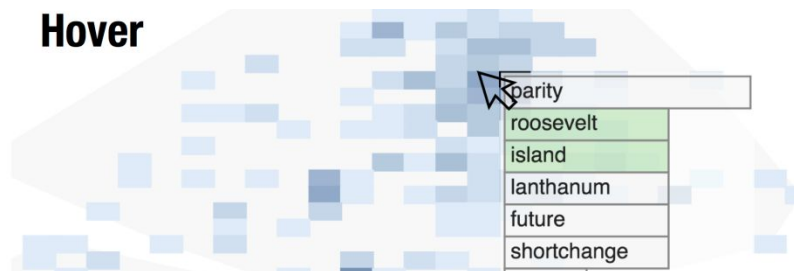 Hover
parity
roosevelt
island
lanthanum
future
shortchange